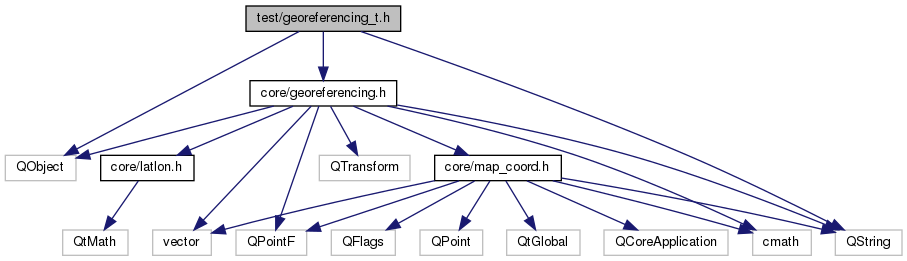 test/georeferencing_t.h
core/georeferencing.h
QObject
core/latlon.h
QTransform
core/map_coord.h
QtMath
vector
QPointF
QFlags
QPoint
QtGlobal
QCoreApplication
cmath
QString